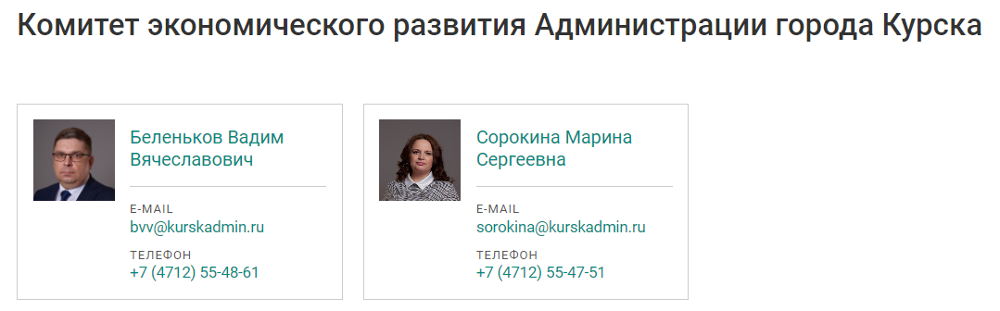 Комитет экономического развития Администрации города Курска
Беленьков Вадим
Вячеславович
E-MAIL
bvv@kurskadmin.ru
ТЕЛЕФОН
+7 (4712) 55-48-61
Сорокина Марина
Сергеевна
E-MAIL
sorokina@kurskadmin.ru
ТЕЛЕФОН
+7 (4712) 55-47-51